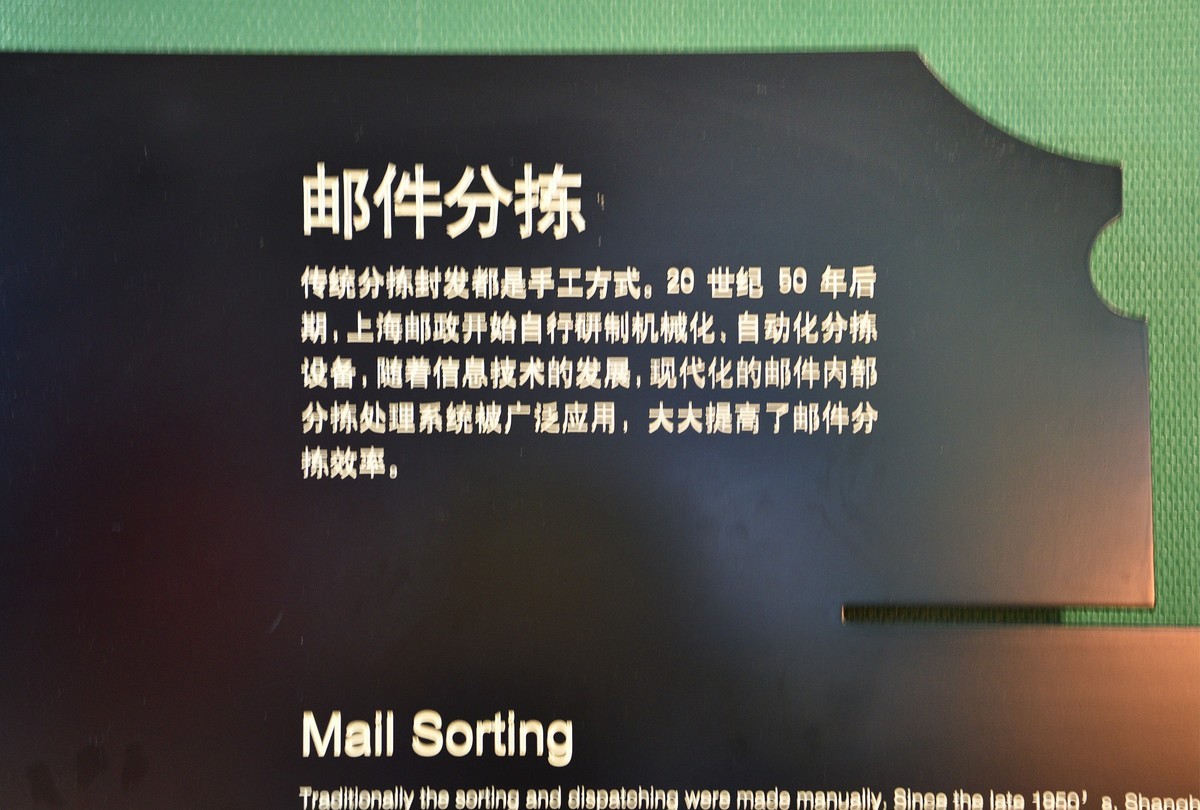 邮件分拣
传统分拣封发都是手工方式。20 世纪 50 年后
期，上海邮政开始自行研制机械化、自动化分拣
设备，随着信息技术的发展，现代化的邮件内部
分拣处理系统被广泛应用，大大提高了邮件分
拣效率。
Mail Sorting
Traditionally the sorting and dispatching were made manually. Since the late 1950' s, Shangh